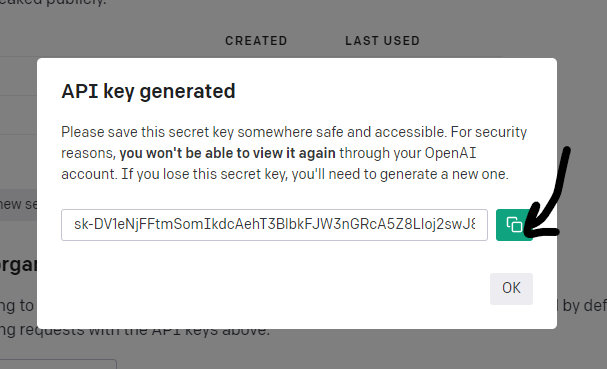 eaked publicly.
CREATED LAST USED
API key generated
Please save this secret key somewhere safe and accessible. For security
reasons, you won't be able to view it again through your OpenAI
account. If you lose this secret key, you'll need to generate a new one.
new se
OK
orga
ng to
by def
ng requests with the API keys above.